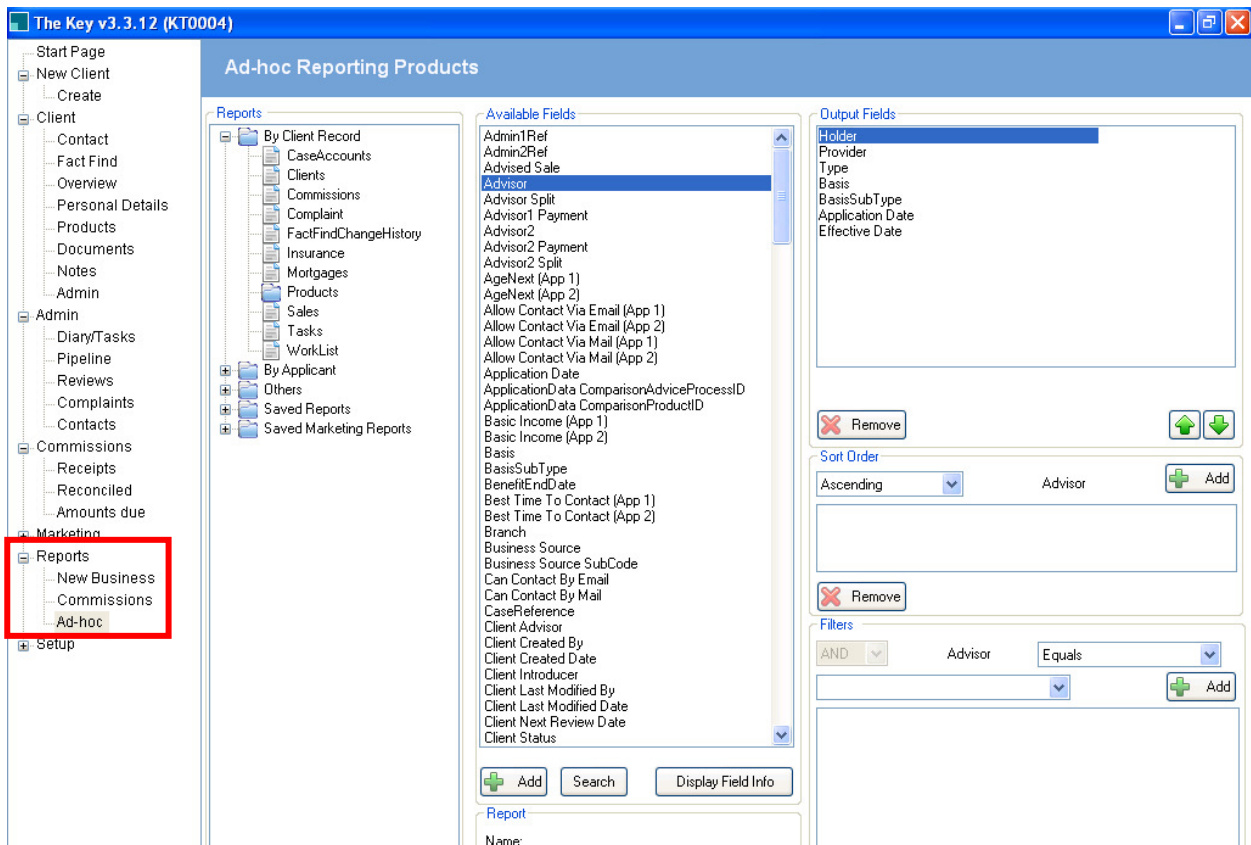 The Key v3.3.12 (KT0004)
Start Page
New Client
Create
Client
Contact
Fact Find
Overview
Personal Details
Products
Documents
Notes
Admin
Admin
Diary/Tasks
Pipeline
Reviews
Complaints
Contacts
Commissions
Receipts
Reconciled
Amounts due
Marketing
Reports
New Business
Commissions
Ad-hoc
Setup
Ad-hoc Reporting Products
Reports
By Client Record
CaseAccounts
Clients
Commissions
Complaint
FactFindChangeHistory
Insurance
Mortgages
Products
Sales
Tasks
WorkList
By Applicant
Others
Saved Reports
Saved Marketing Reports
Available Fields
Admin1Ref
Admin2Ref
Advised Sale
Advisor
Advisor Split
Advisor1 Payment
Advisor2
Advisor2 Payment
Advisor2 Split
AgeNext (App 1)
AgeNext (App 2)
Allow Contact Via Email (App 1)
Allow Contact Via Email (App 2)
Allow Contact Via Mail (App 1)
Allow Contact Via Mail (App 2)
Application Date
ApplicationData ComparisonAdviceProcessID
ApplicationData ComparisonProductID
Basic Income (App 1)
Basic Income (App 2)
Basis
BasisSubType
BenefitEndDate
Best Time To Contact (App 1)
Best Time To Contact (App 2)
Branch
Business Source
Business Source SubCode
Can Contact By Email
Can Contact By Mail
CaseReference
Client Advisor
Client Created By
Client Created Date
Client Introducer
Client Last Modified By
Client Last Modified Date
Client Next Review Date
Client Status
Add Search Display Field Info
Report
Name:
Output Fields
Holder
Provider
Type
Basis
BasisSubType
Application Date
Effective Date
Remove
Sort Order
Ascending Advisor Add
Remove
Filters
AND Advisor Equals
Add